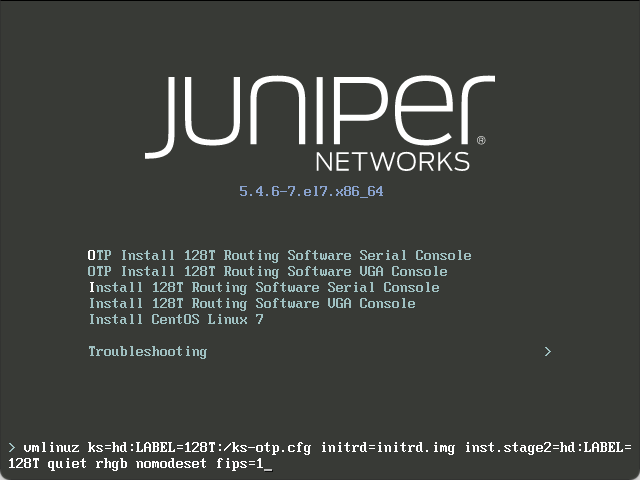 JUNIPEr®
NETWORKS
5.4.6-7.el7.x86_64
OTP Install 128T Routing Software Serial Console
OTP Install 128T Routing Software VGA Console
Install 128T Routing Software Serial Console
Install 128T Routing Software VGA Console
Install CentOS Linux 7
Troubleshooting >
> vmlinuz ks=hd:LABEL=128T:/ks-otp.cfg initrd=initrd.img inst.stage2=hd:LABEL=
128T quiet rhgb nomodeset fips=1_